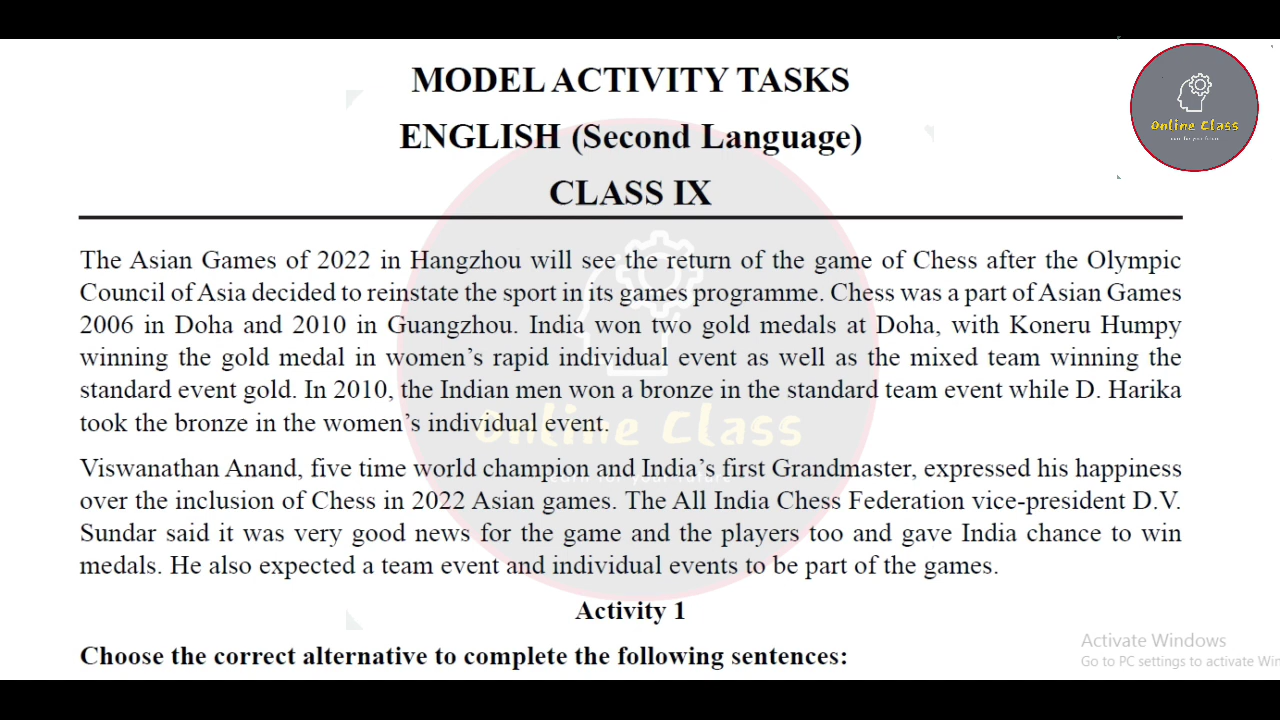 MODEL ACTIVITY TASKS
ENGLISH (Second Language)
CLASS IX
Online Class
The Asian Games of 2022 in Hangzhou will see the return of the game of Chess after the Olympic
Council of Asia decided to reinstate the sport in its games programme. Chess was a part of Asian Games
2006 in Doha and 2010 in Guangzhou. India won two gold medals at Doha, with Koneru Humpy
winning the gold medal in women’s rapid individual event as well as the mixed team winning the
standard event gold. In 2010, the Indian men won a bronze in the standard team event while D. Harika
took the bronze in the women’s individual event.
Online Class
Viswanathan Anand, five time world champion and India’s first Grandmaster, expressed his happiness
over the inclusion of Chess in 2022 Asian games. The All India Chess Federation vice-president D.V.
Sundar said it was very good news for the game and the players too and gave India chance to win
medals. He also expected a team event and individual events to be part of the games.
Activity 1
Choose the correct alternative to complete the following sentences:
Activate Windows
Go to PC settings to activate Win